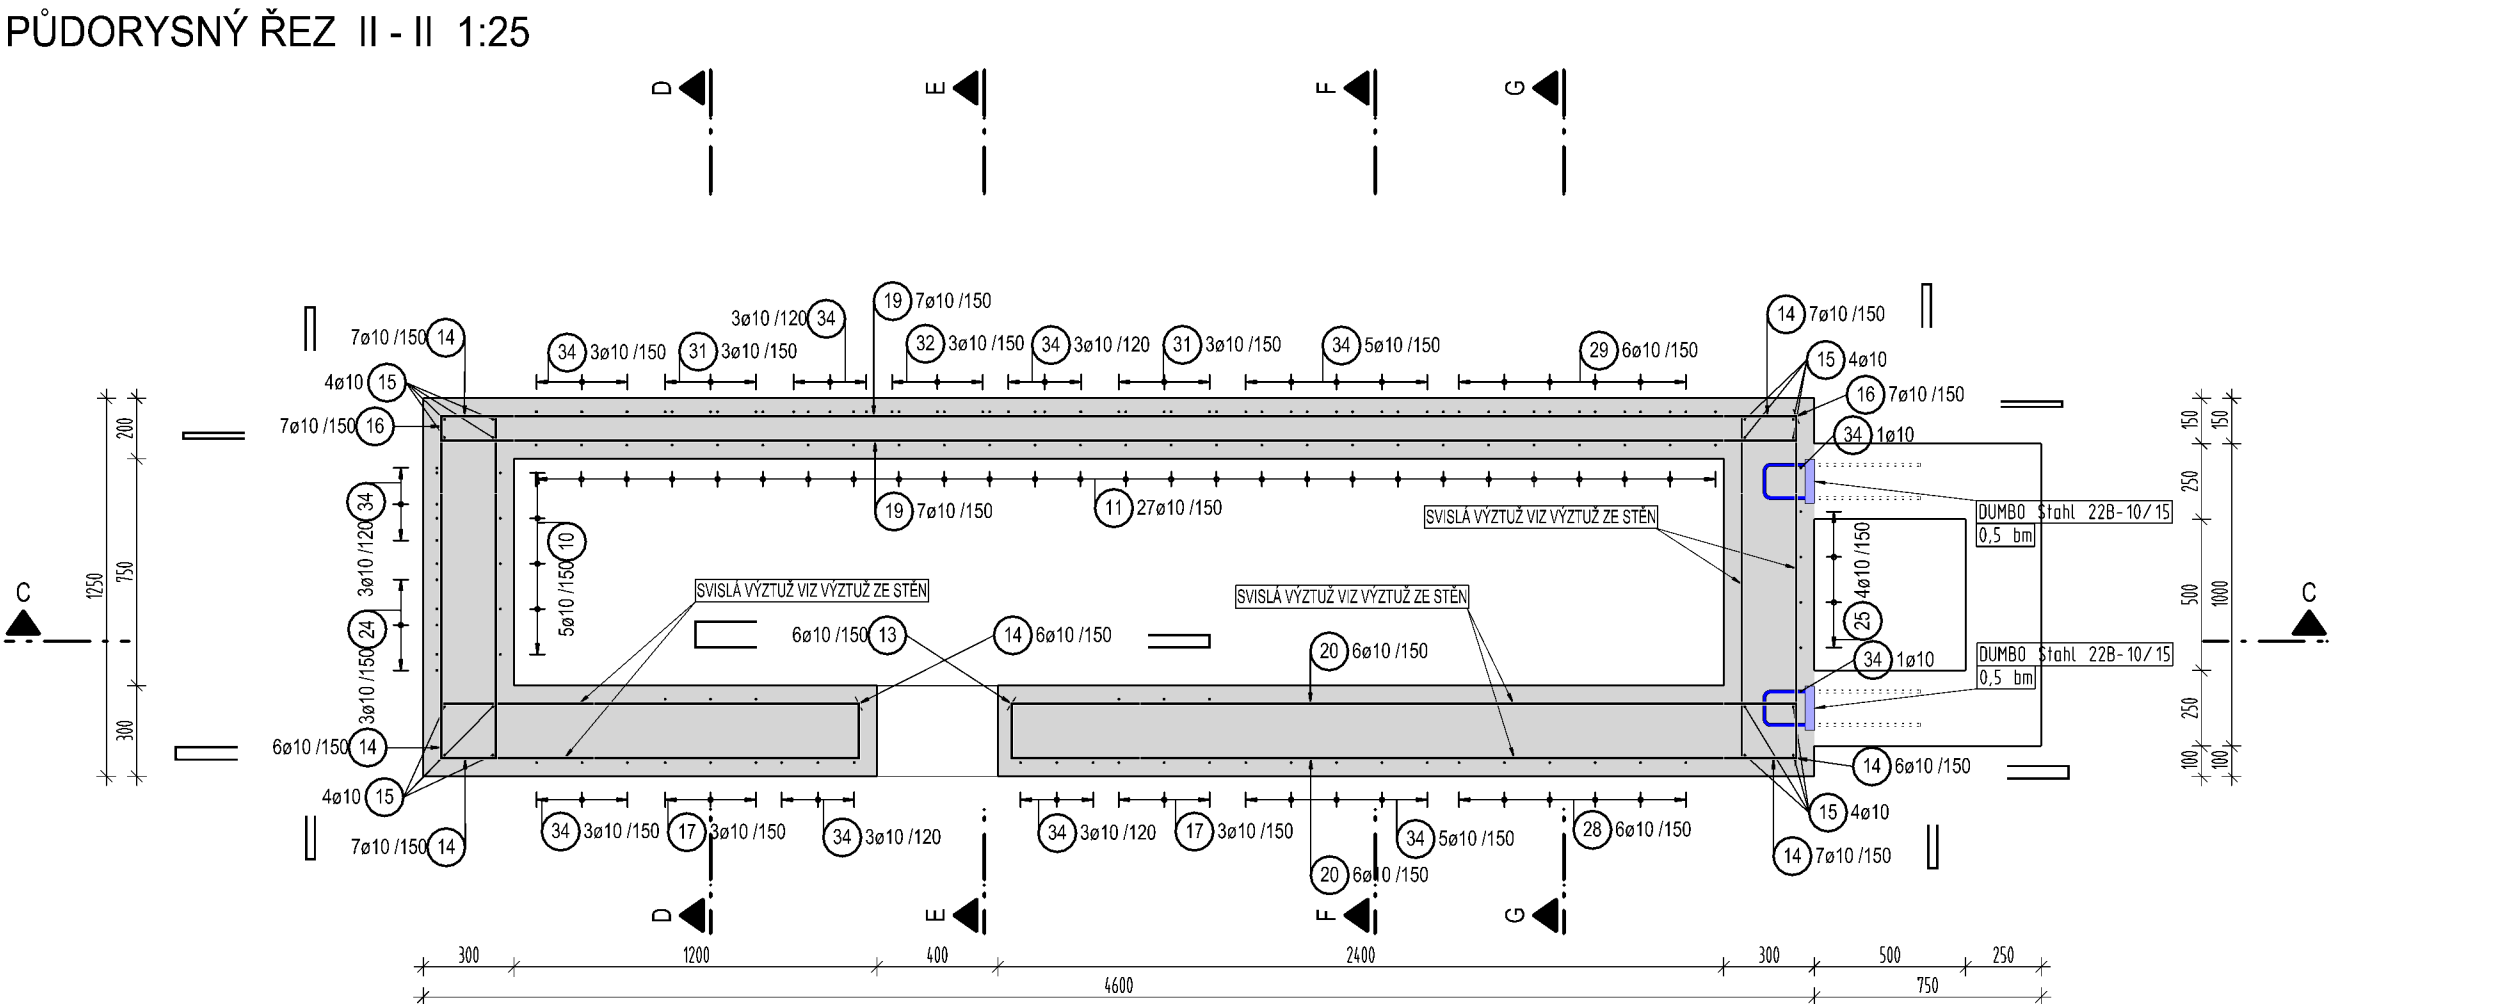 PŮDORYSNÝ ŘEZ II - II 1:25
D
E
F
G
19 7ø10 /150
3ø10 /120 34
14 7ø10 /150
7ø10 /150 14
34 3ø10 /150
31 3ø10 /150
32 3ø10 /150
34 3ø10 /120
31 3ø10 /150
34 5ø10 /150
29 6ø10 /150
15 4ø10
4ø10 15
16 7ø10 /150
7ø10 /150 16
34 1ø10
200
150
150
34
3ø10 /120
19 7ø10 /150
11 27ø10 /150
SVISLÁ VÝZTUŽ VIZ VÝZTUŽ ZE STĚN
DUMBO Stahl 22B-10/15
0,5 bm
250
10
5ø10 /150
4ø10 /150
25
1250
750
500
1000
C
C
SVISLÁ VÝZTUŽ VIZ VÝZTUŽ ZE STĚN
SVISLÁ VÝZTUŽ VIZ VÝZTUŽ ZE STĚN
24
3ø10 /150
6ø10 /150 13
14 6ø10 /150
20 6ø10 /150
34 1ø10
DUMBO Stahl 22B-10/15
0,5 bm
300
250
6ø10 /150 14
14 6ø10 /150
100
100
4ø10 15
15 4ø10
34 3ø10 /150
17 3ø10 /150
34 3ø10 /120
34 3ø10 /120
17 3ø10 /150
34 5ø10 /150
28 6ø10 /150
7ø10 /150 14
14 7ø10 /150
20 6ø10 /150
D
E
F
G
300
1200
400
2400
300
500
250
4600
750